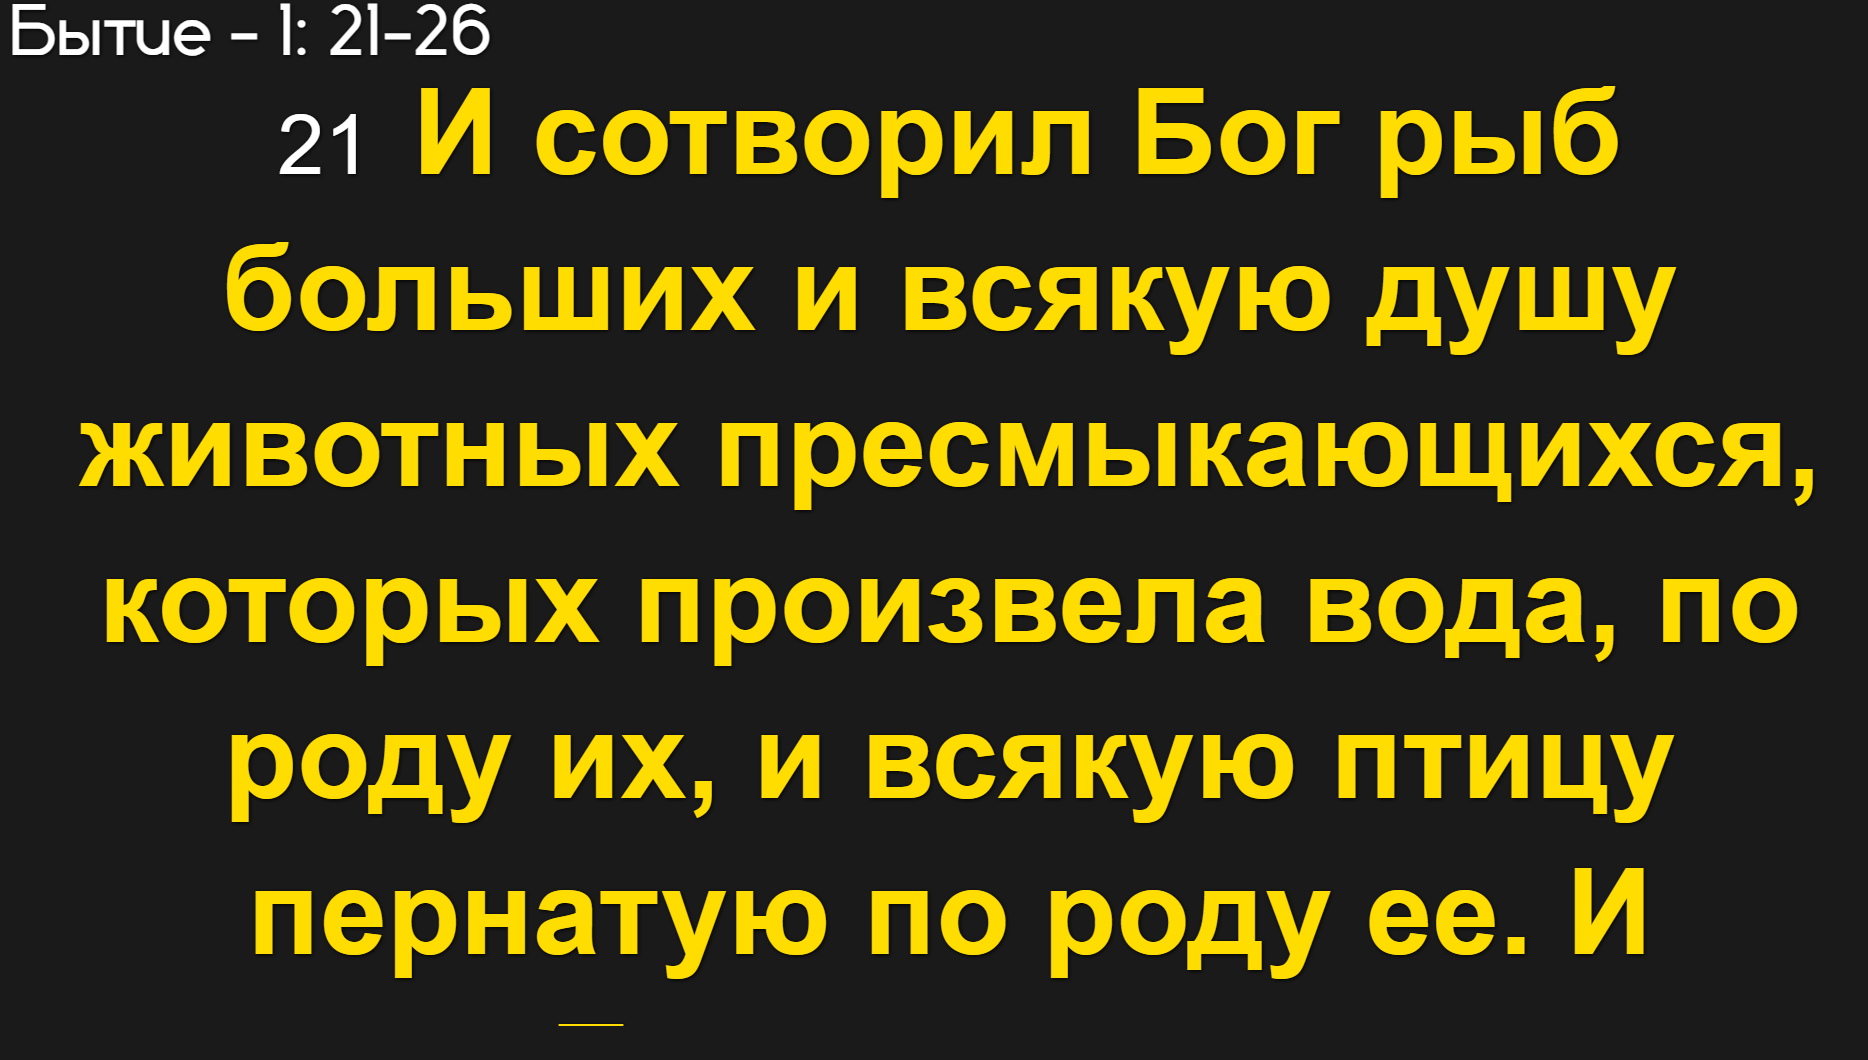 Бытие - 1: 21-26
21 И сотворил Бог рыб
больших и всякую душу
животных пресмыкающихся,
которых произвела вода, по
роду их, и всякую птицу
пернатую по роду ее. И